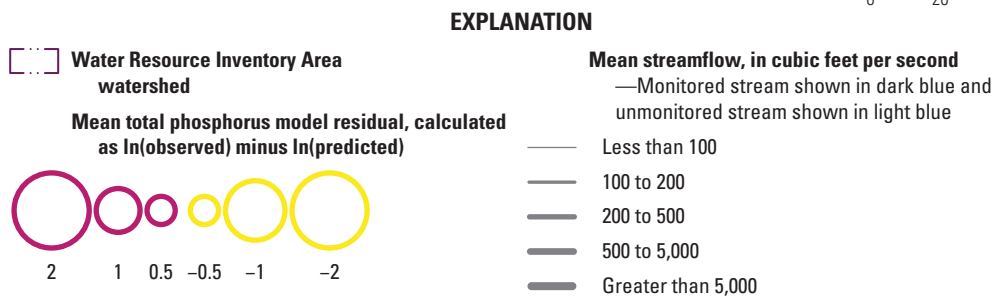 20
EXPLANATION
Water Resource Inventory Area
watershed
Mean total phosphorus model residual, calculated
as ln(observed) minus ln(predicted)
2 1 0.5 −0.5 −1 −2
Mean streamflow, in cubic feet per second
—Monitored stream shown in dark blue and
unmonitored stream shown in light blue
Less than 100
100 to 200
200 to 500
500 to 5,000
Greater than 5,000